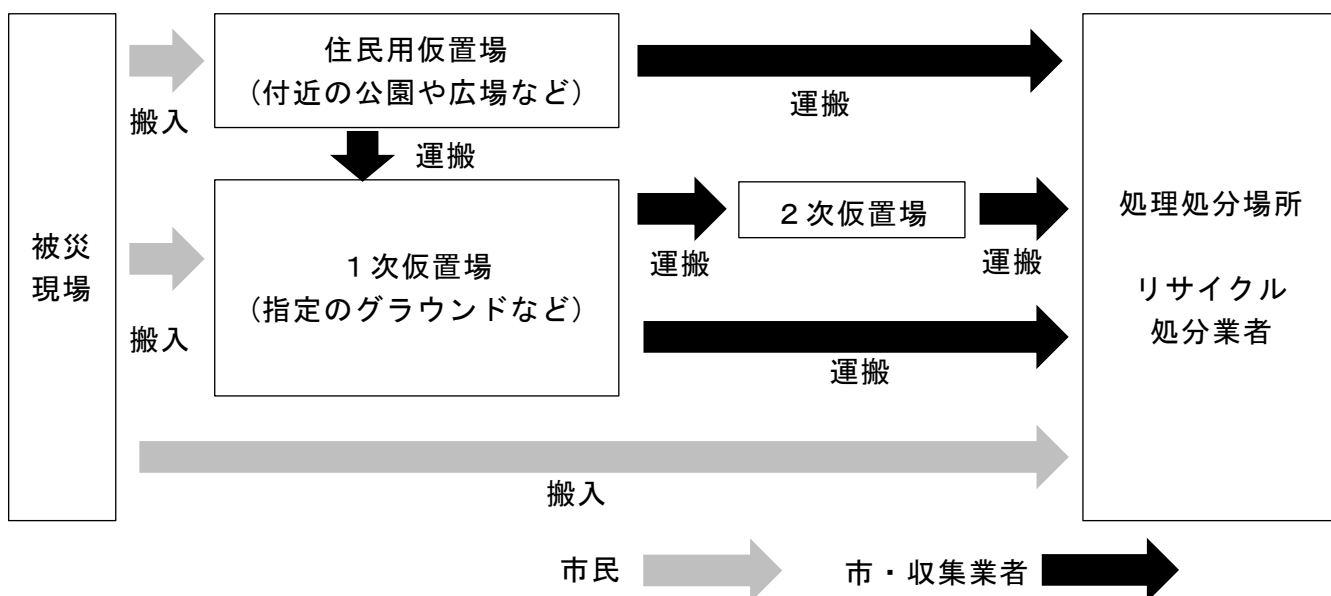 住民用仮置場
（付近の公園や広場など）
搬入
運搬
運搬
被災
現場
１次仮置場
（指定のグラウンドなど）
搬入
運搬
２次仮置場
運搬
運搬
処理処分場所
リサイクル
処分業者
搬入
市民
市・収集業者